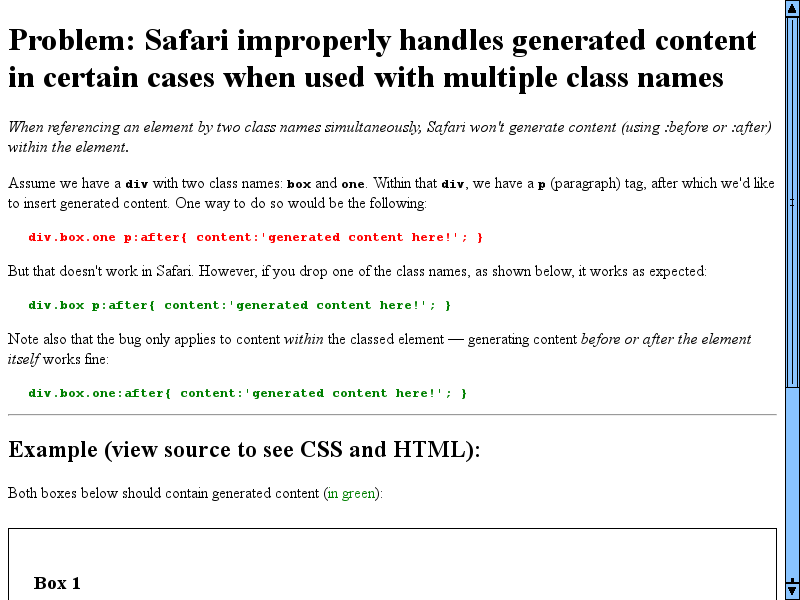 Problem: Safari improperly handles generated content
in certain cases when used with multiple class names
When referencing an element by two class names simultaneously, Safari won't generate content (using :before or :after)
within the element.
Assume we have a div with two class names: box and one. Within that div, we have a p (paragraph) tag, after which we'd like
to insert generated content. One way to do so would be the following:
div.box.one p:after{ content:'generated content here!'; }
But that doesn't work in Safari. However, if you drop one of the class names, as shown below, it works as expected:
div.box p:after{ content:'generated content here!'; }
Note also that the bug only applies to content within the classed element — generating content before or after the element
itself works fine:
div.box.one:after{ content:'generated content here!'; }
Example (view source to see CSS and HTML):
Both boxes below should contain generated content (in green):
Box 1